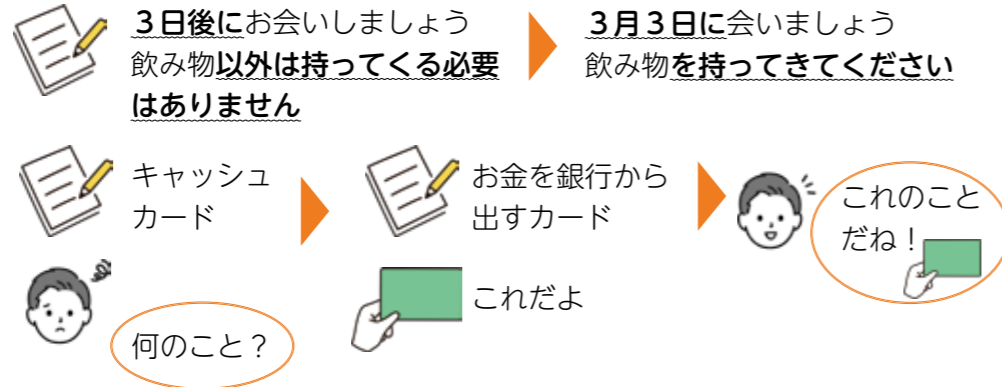 ３日後にお会いしましょう
飲み物以外は持ってくる必要
はありません
３月３日に会いましょう
飲み物を持ってきてください
キャッシュ
カード
お金を銀行から
出すカード
これのこと
だね！
何のこと？
これだよ